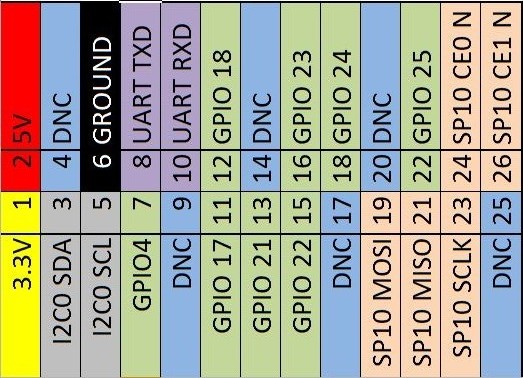 2 5V
4 DNC
6 GROUND
8 UART TXD
10 UART RXD
12 GPIO 18
14 DNC
16 GPIO 23
18 GPIO 24
20 DNC
22 GPIO 25
24 SP10 CE0 N
26 SP10 CE1 N
3.3V 1
I2C0 SDA 3
I2C0 SCL 5
GPIO4 7
DNC 9
GPIO 17 11
GPIO 21 13
GPIO 22 15
DNC 17
SP10 MOSI 19
SP10 MISO 21
SP10 SCLK 23
DNC 25